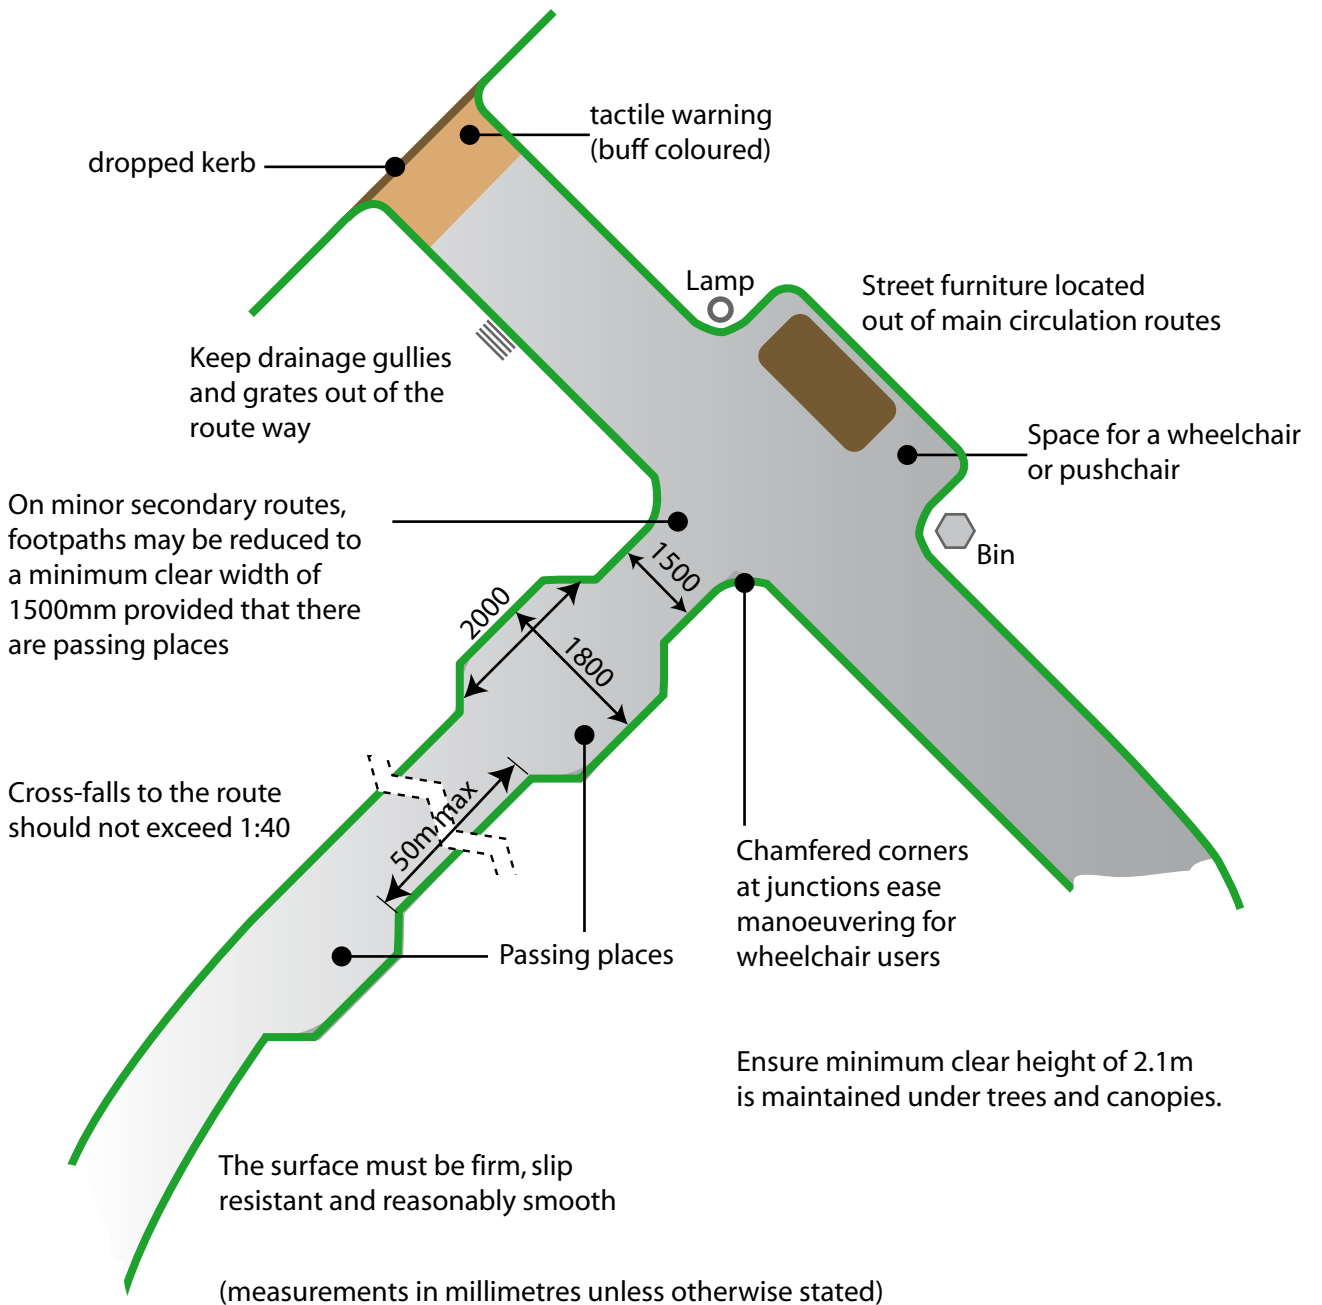 tactile warning
(buff coloured)
dropped kerb
Lamp
Street furniture located
out of main circulation routes
Keep drainage gullies
and grates out of the
route way
Space for a wheelchair
or pushchair
On minor secondary routes,
footpaths may be reduced to
a minimum clear width of
1500mm provided that there
are passing places
1500
Bin
2000
1800
Cross-falls to the route
should not exceed 1:40
50m max
Chamfered corners
at junctions ease
manoeuvering for
wheelchair users
Passing places
Ensure minimum clear height of 2.1m
is maintained under trees and canopies.
The surface must be firm, slip
resistant and reasonably smooth
(measurements in millimetres unless otherwise stated)